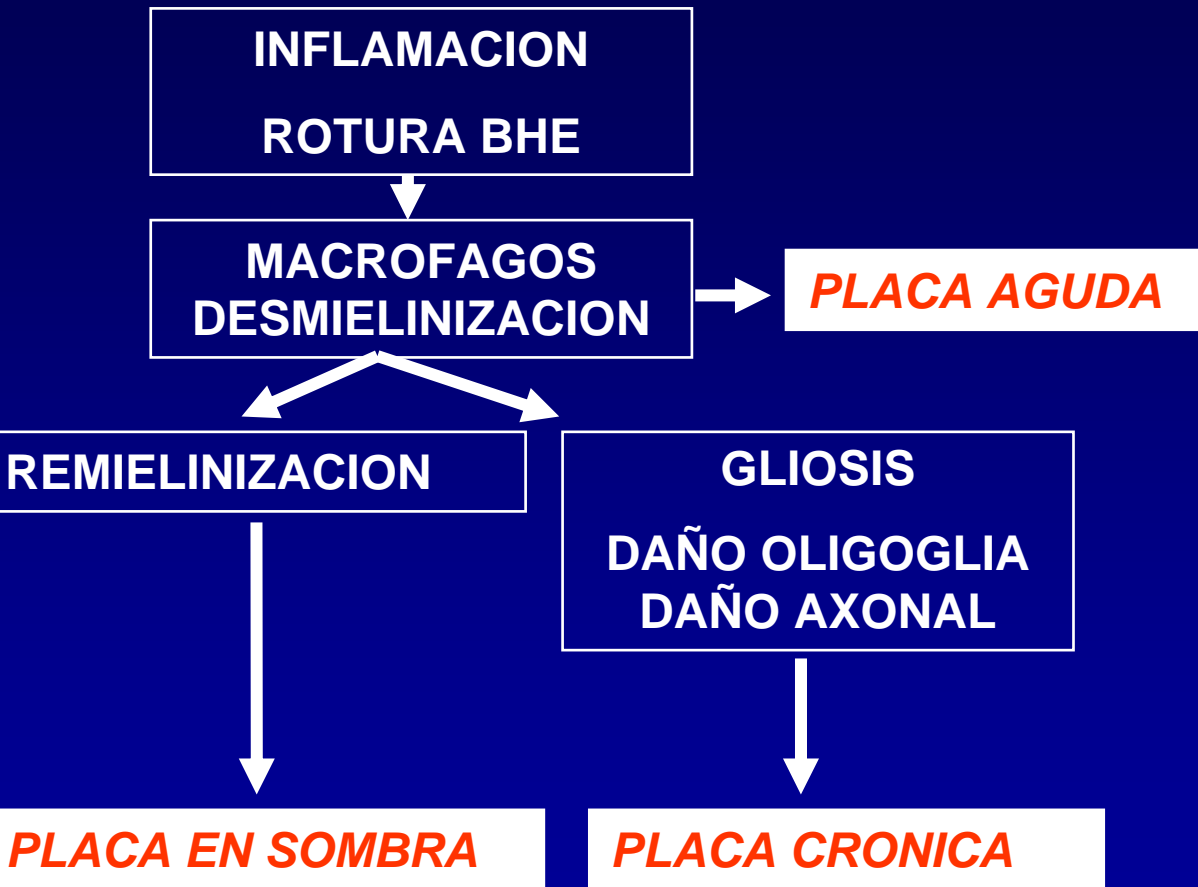 INFLAMACION
ROTURA BHE
MACROFAGOS
DESMIELINIZACION
PLACA AGUDA
REMIELINIZACION
GLIOSIS
DAÑO OLIGOGLIA
DAÑO AXONAL
PLACA EN SOMBRA
PLACA CRONICA